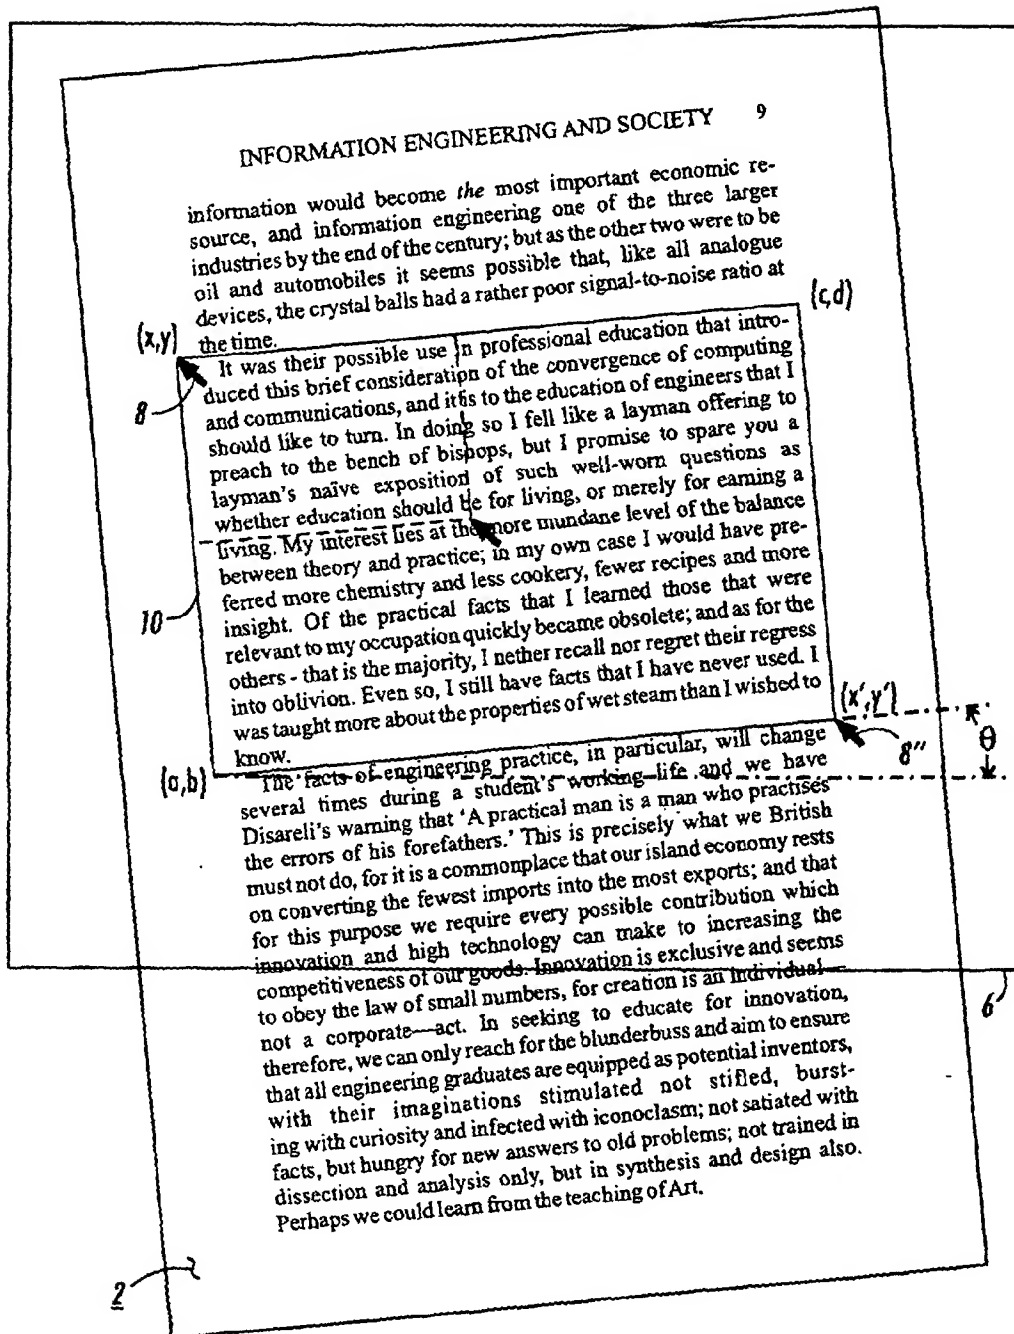 INFORMATION ENGINEERING AND SOCIETY 9
information would become the most important economic re-
source, and information engineering one of the three larger
industries by the end of the century; but as the other two were to be
oil and automobiles it seems possible that, like all analogue
devices, the crystal balls had a rather poor signal-to-noise ratio at
the time.
(x,y)
(c,d)
It was their possible use in professional education that intro-
duced this brief consideration of the convergence of computing
8
and communications, and it is to the education of engineers that I
should like to turn. In doing so I fell like a layman offering to
preach to the bench of bishops, but I promise to spare you a
layman's naïve exposition of such well-worn questions as
whether education should be for living, or merely for earning a
living. My interest lies at the more mundane level of the balance
between theory and practice; in my own case I would have pre-
ferred more chemistry and less cookery, fewer recipes and more
10
insight. Of the practical facts that I learned those that were
relevant to my occupation quickly became obsolete; and as for the
others - that is the majority, I nether recall nor regret their regress
into oblivion. Even so, I still have facts that I have never used. I
was taught more about the properties of wet steam than I wished to
know.
(x',y')
θ
8"
(a,b)
The facts of engineering practice, in particular, will change
several times during a student's working life and we have
Disareli's warning that 'A practical man is a man who practises
the errors of his forefathers.' This is precisely what we British
must not do, for it is a commonplace that our island economy rests
on converting the fewest imports into the most exports; and that
for this purpose we require every possible contribution which
innovation and high technology can make to increasing the
competitiveness of our goods. Innovation is exclusive and seems
to obey the law of small numbers, for creation is an individual—
6
not a corporate—act. In seeking to educate for innovation,
therefore, we can only reach for the blunderbuss and aim to ensure
that all engineering graduates are equipped as potential inventors,
with their imaginations stimulated not stifled, burst-
ing with curiosity and infected with iconoclasm; not satiated with
facts, but hungry for new answers to old problems; not trained in
dissection and analysis only, but in synthesis and design also.
Perhaps we could learn from the teaching of Art.
2